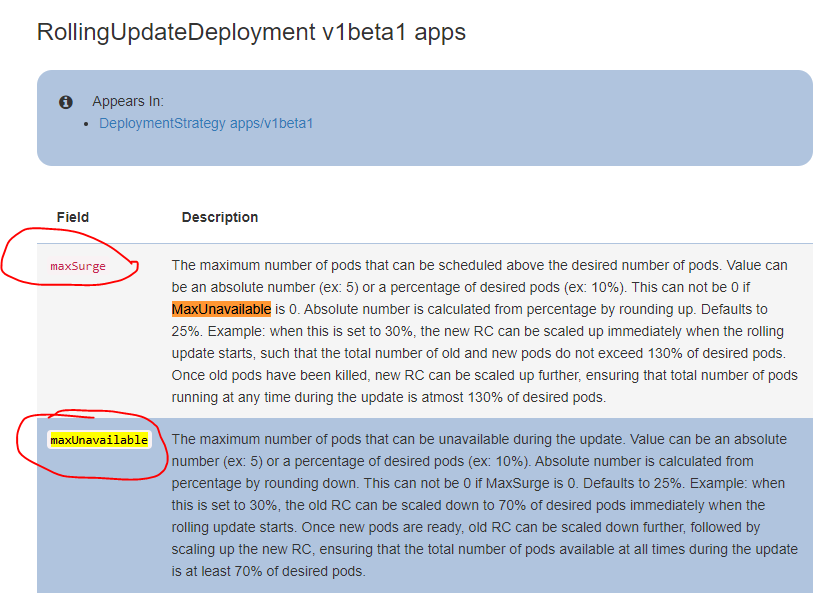 RollingUpdateDeployment v1beta1 apps
Appears In:
DeploymentStrategy apps/v1beta1
Field Description
maxSurge The maximum number of pods that can be scheduled above the desired number of pods. Value can
be an absolute number (ex: 5) or a percentage of desired pods (ex: 10%). This can not be 0 if
MaxUnavailable is 0. Absolute number is calculated from percentage by rounding up. Defaults to
25%. Example: when this is set to 30%, the new RC can be scaled up immediately when the rolling
update starts, such that the total number of old and new pods do not exceed 130% of desired pods.
Once old pods have been killed, new RC can be scaled up further, ensuring that total number of pods
running at any time during the update is atmost 130% of desired pods.
maxUnavailable The maximum number of pods that can be unavailable during the update. Value can be an absolute
number (ex: 5) or a percentage of desired pods (ex: 10%). Absolute number is calculated from
percentage by rounding down. This can not be 0 if MaxSurge is 0. Defaults to 25%. Example: when
this is set to 30%, the old RC can be scaled down to 70% of desired pods immediately when the
rolling update starts. Once new pods are ready, old RC can be scaled down further, followed by
scaling up the new RC, ensuring that the total number of pods available at all times during the update
is at least 70% of desired pods.